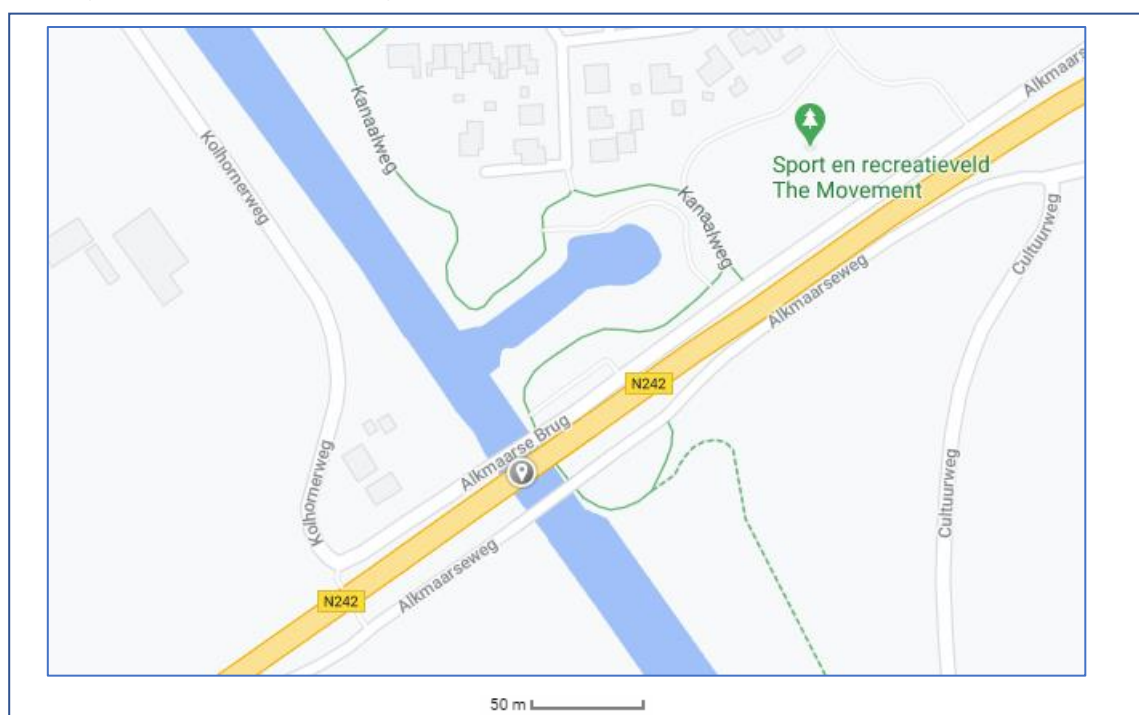 Alkmaars
Kanaalweg
Kolhornerweg
Sport en recreatieveld
The Movement
Kanaalweg
Cultuurweg
Alkmaarseweg
N242
Alkmaarse Brug
Kolhornerweg
Cultuurweg
Alkmaarseweg
N242
50 m